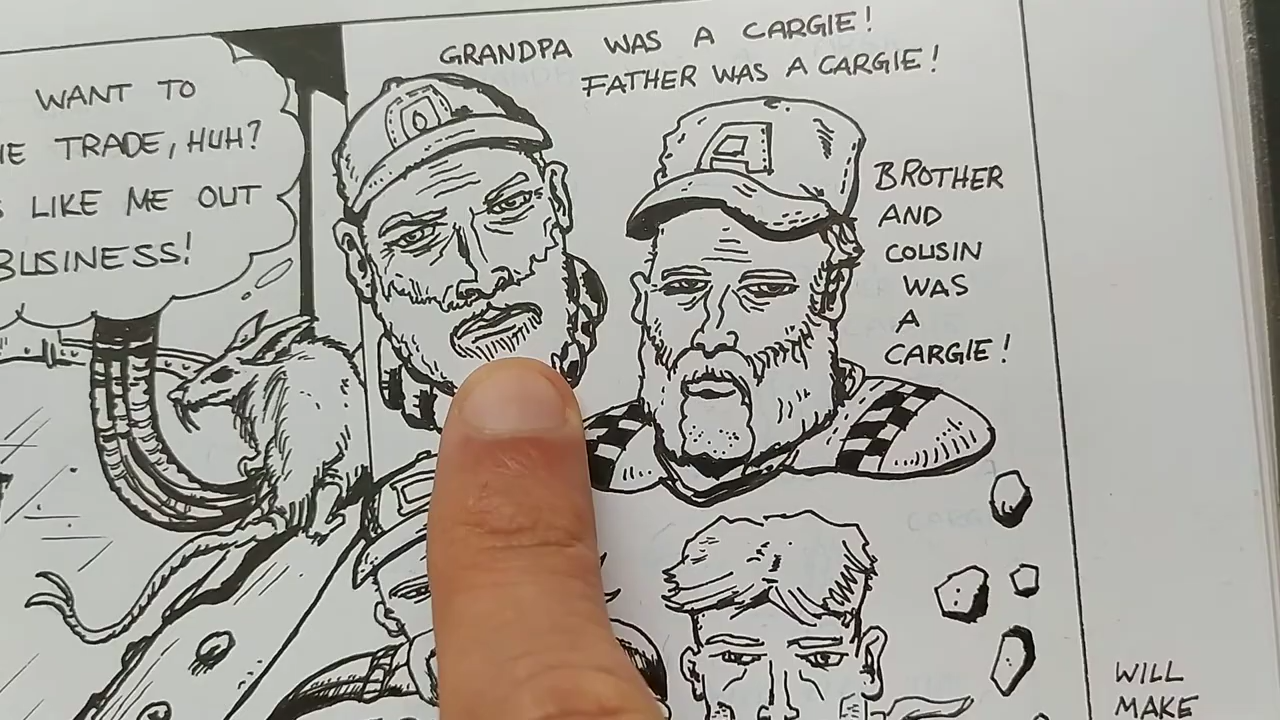 WANT TO
TRADE, HUH?
LIKE ME OUT
BUSINESS!
GRANDPA WAS A CARGIE!
FATHER WAS A CARGIE!
BROTHER
AND
COUSIN
WAS
A
CARGIE!
WILL
MAKE